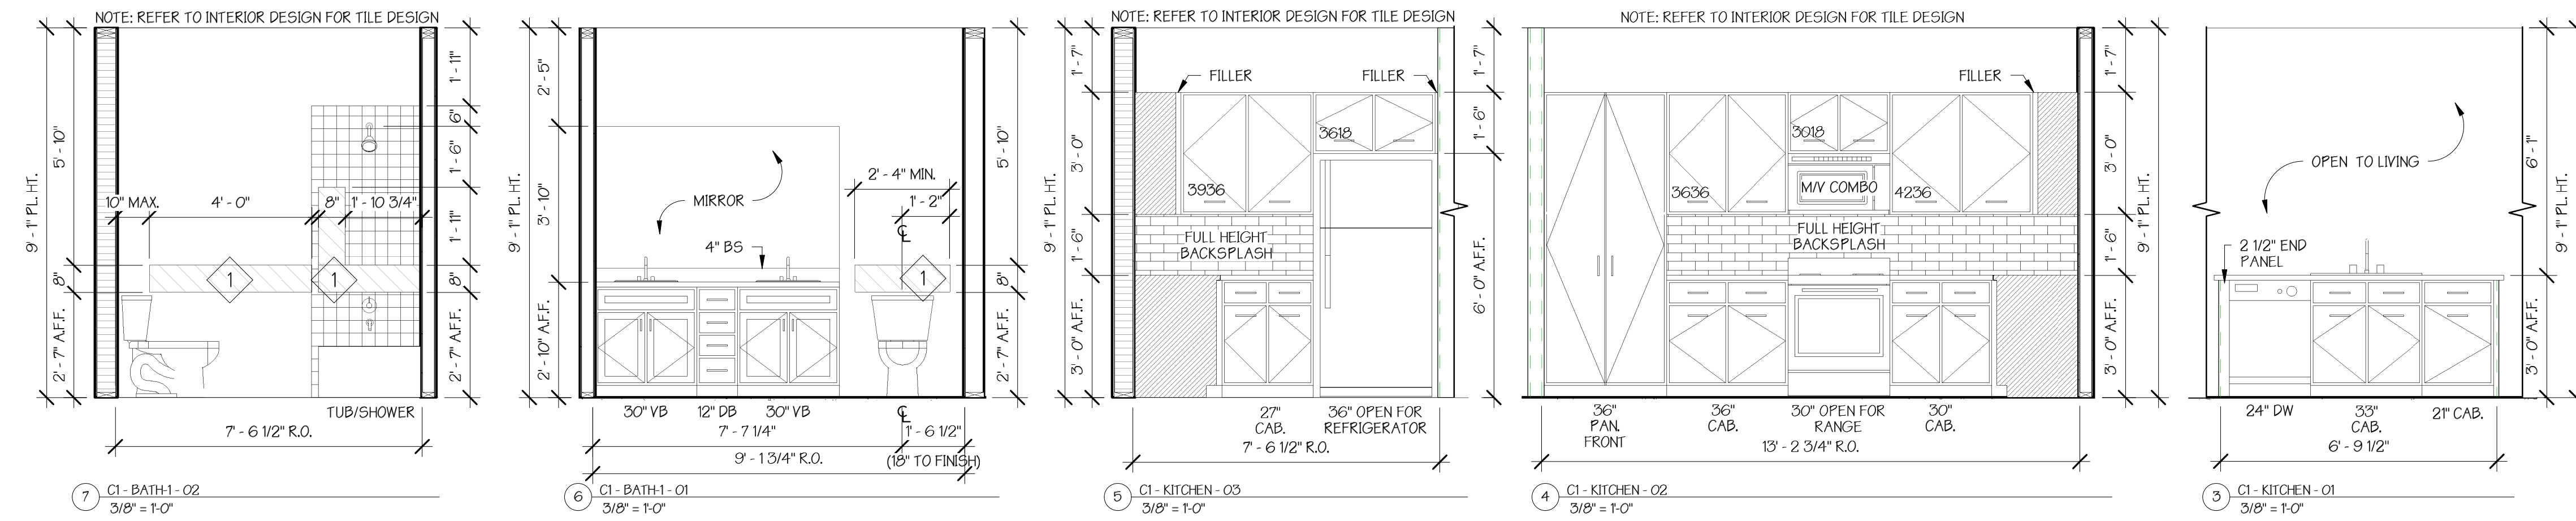 NOTE: REFER TO INTERIOR DESIGN FOR TILE DESIGN
9' - 1" PL. HT.
5' - 10"
8"
2' - 7" A.F.F.
10" MAX.
4' - 0"
8"
1' - 10 3/4"
1
1
1' - 11"
6"
1' - 6"
1' - 11"
8"
2' - 7" A.F.F.
TUB/SHOWER
7' - 6 1/2" R.O.
7
C1 - BATH-1 - 02
3/8" = 1'-0"
9' - 1" PL. HT.
2' - 5"
3' - 10"
2' - 10" A.F.F.
MIRROR
4" BS
2' - 4" MIN.
1' - 2"
CL
1
5' - 10"
8"
2' - 7" A.F.F.
30" VB
12" DB
30" VB
CL
7' - 7 1/4"
1' - 6 1/2"
9' - 1 3/4" R.O.
(18" TO FINISH)
6
C1 - BATH-1 - 01
3/8" = 1'-0"
NOTE: REFER TO INTERIOR DESIGN FOR TILE DESIGN
9' - 1" PL. HT.
1' - 7"
3' - 0"
1' - 6"
3' - 0" A.F.F.
FILLER
FILLER
3618
3936
FULL HEIGHT
BACKSPLASH
1' - 7"
1' - 6"
6' - 0" A.F.F.
27"
CAB.
36" OPEN FOR
REFRIGERATOR
7' - 6 1/2" R.O.
5
C1 - KITCHEN - 03
3/8" = 1'-0"
NOTE: REFER TO INTERIOR DESIGN FOR TILE DESIGN
FILLER
3018
M/V COMBO
3636
4236
FULL HEIGHT
BACKSPLASH
1' - 7"
3' - 0"
1' - 6"
3' - 0" A.F.F.
9' - 1" PL. HT.
36"
PAN.
FRONT
36"
CAB.
30" OPEN FOR
RANGE
30"
CAB.
13' - 2 3/4" R.O.
4
C1 - KITCHEN - 02
3/8" = 1'-0"
OPEN TO LIVING
2 1/2" END
PANEL
6' - 1"
3' - 0" A.F.F.
9' - 1" PL. HT.
24" DW
33"
CAB.
21" CAB.
6' - 9 1/2"
3
C1 - KITCHEN - 01
3/8" = 1'-0"